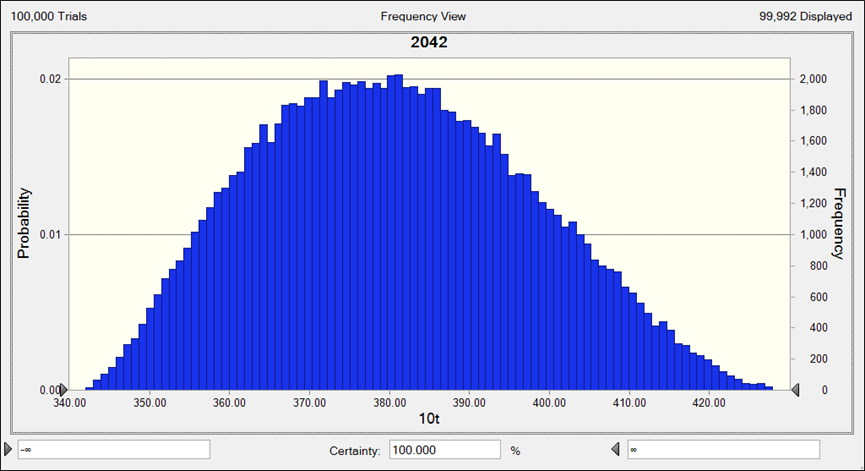 100,000 Trials Frequency View 99,992 Displayed
2042
Probability
0.02
0.01
0.00
2,000
1,800
1,600
1,400
1,200
1,000
800
600
400
200
0
Frequency
340.00 350.00 360.00 370.00 380.00 390.00 400.00 410.00 420.00
10t
-∞ Certainty: 100.000 % ∞